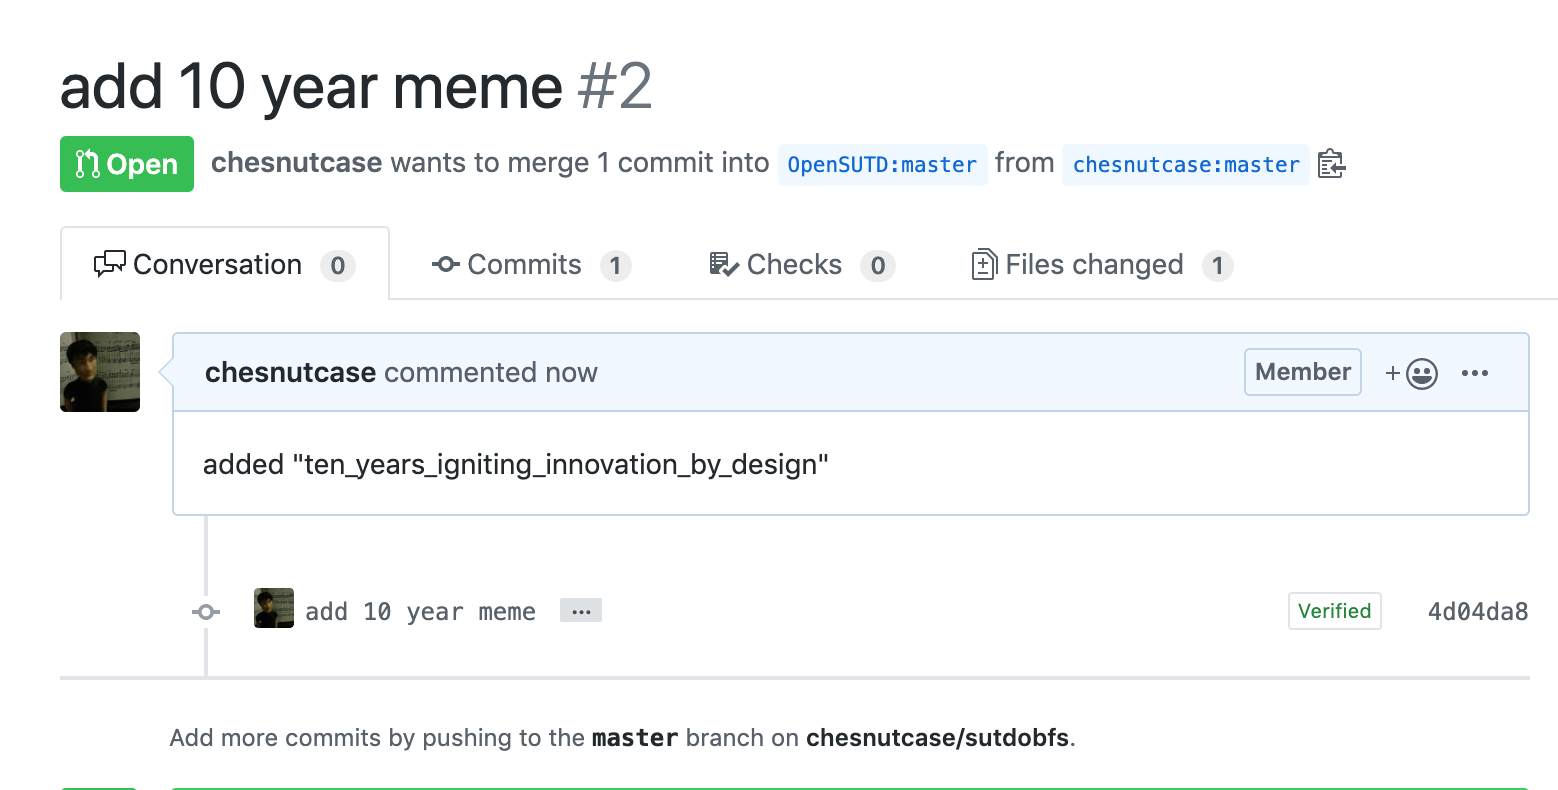 add 10 year meme #2
Open chesnutcase wants to merge 1 commit into OpenSUTD:master from chesnutcase:master
Conversation 0 Commits 1 Checks 0 Files changed 1
chesnutcase commented now Member
added "ten_years_igniting_innovation_by_design"
add 10 year meme ... Verified 4d04da8
Add more commits by pushing to the master branch on chesnutcase/sutdobfs.